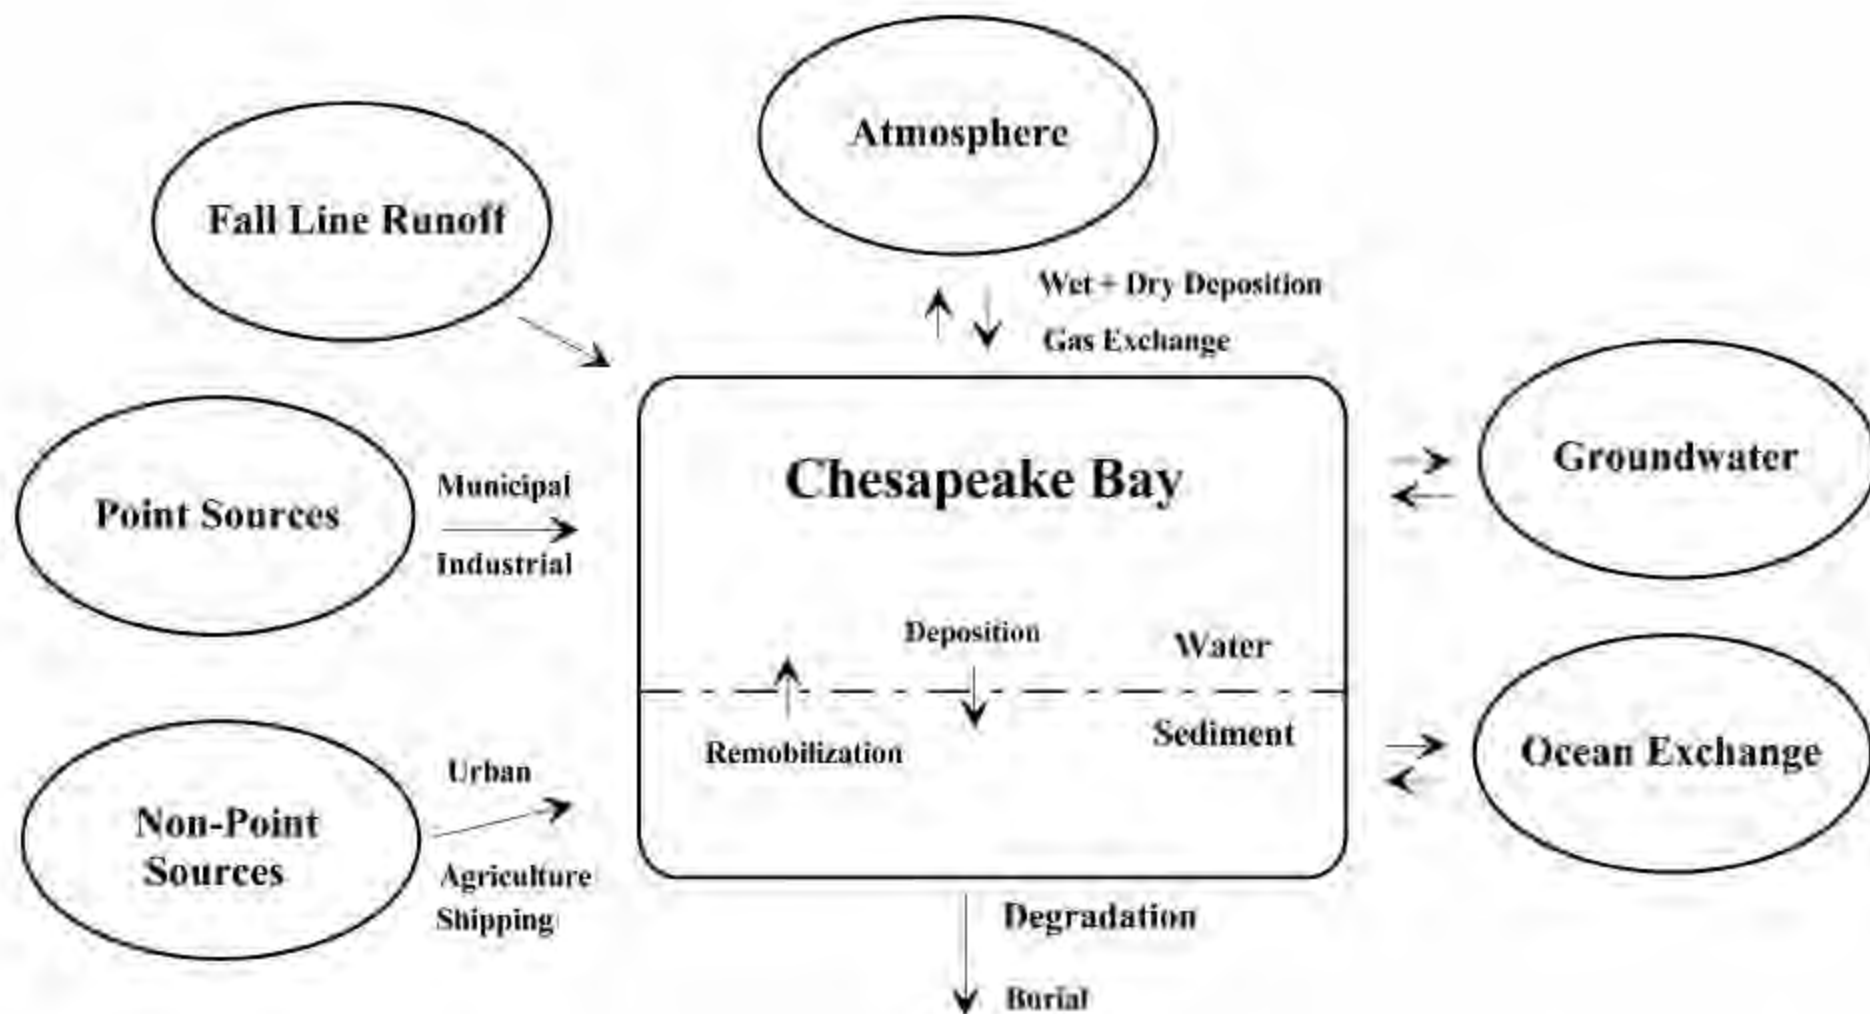 Atmosphere
Fall Line Runoff
Wet + Dry Deposition
Gas Exchange
Groundwater
Chesapeake Bay
Municipal
Point Sources
Industrial
Deposition
Water
Sediment
Remobilization
Ocean Exchange
Urban
Non-Point
Sources
Agriculture
Shipping
Degradation
Burial